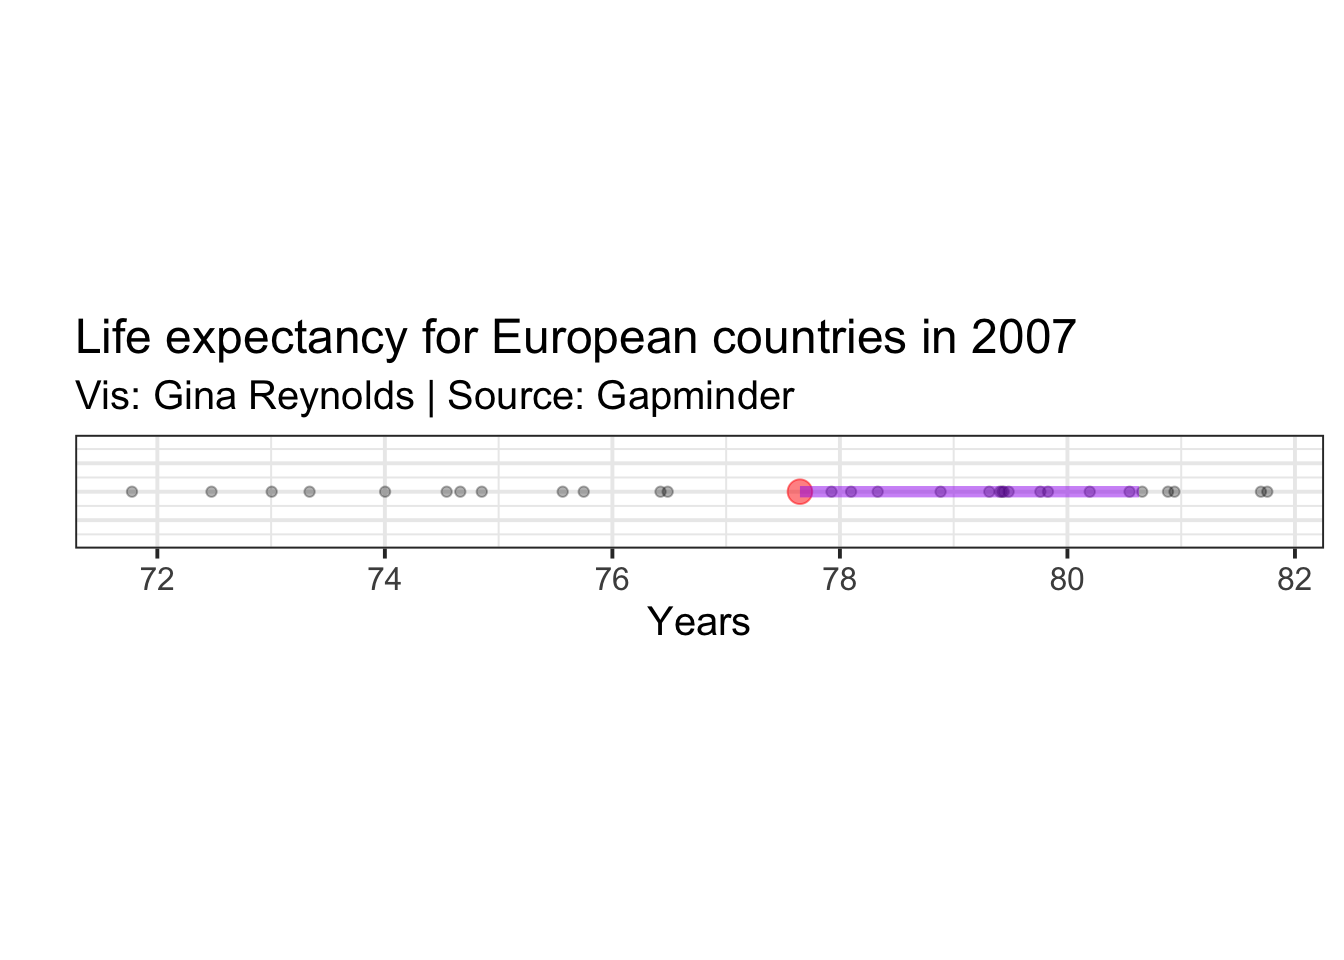 Life expectancy for European countries in 2007
Vis: Gina Reynolds | Source: Gapminder
72 74 76 78 80 82
Years